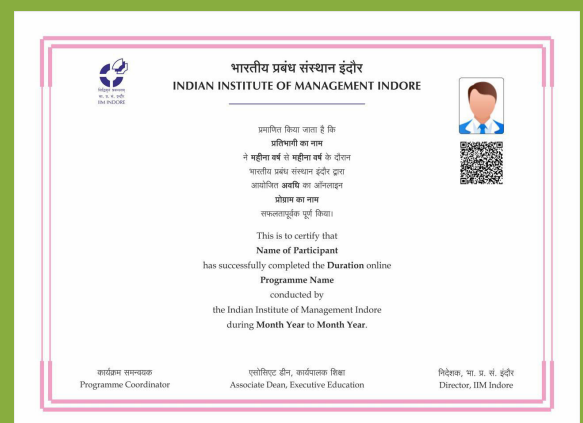 भारतीय प्रबंध संस्थान इंदौर
INDIAN INSTITUTE OF MANAGEMENT INDORE
भा. प्र. सं. इंदौर
IIM INDORE
प्रमाणित किया जाता है कि
प्रतिभागी का नाम
ने महीना वर्ष से महीना वर्ष के दौरान
भारतीय प्रबंध संस्थान इंदौर द्वारा
आयोजित अवधि का ऑनलाइन
प्रोग्राम का नाम
सफलतापूर्वक पूर्ण किया।
This is to certify that
Name of Participant
has successfully completed the Duration online
Programme Name
conducted by
the Indian Institute of Management Indore
during Month Year to Month Year.
कार्यक्रम समन्वयक
Programme Coordinator
एसोसिएट डीन, कार्यपालक शिक्षा
Associate Dean, Executive Education
निदेशक, भा. प्र. सं. इंदौर
Director, IIM Indore